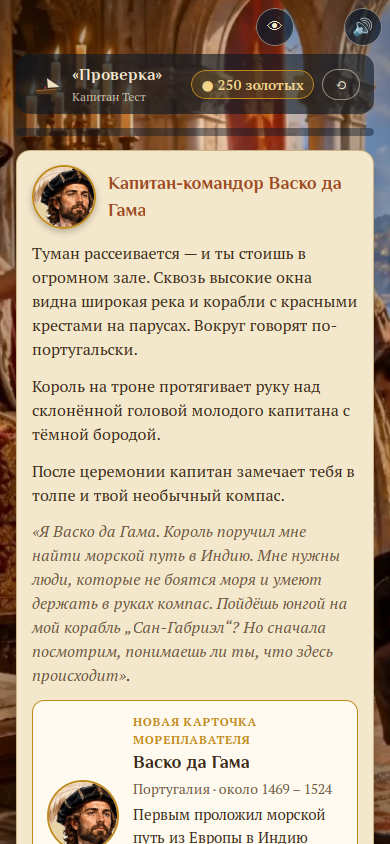 «Проверка»
Капитан Тест
250 золотых
Капитан-командор Васко да
Гама
Туман рассеивается — и ты стоишь в
огромном зале. Сквозь высокие окна
видна широкая река и корабли с красными
крестами на парусах. Вокруг говорят по-
португальски.
Король на троне протягивает руку над
склонённой головой молодого капитана с
тёмной бородой.
После церемонии капитан замечает тебя в
толпе и твой необычный компас.
«Я Васко да Гама. Король поручил мне
найти морской путь в Индию. Мне нужны
люди, которые не боятся моря и умеют
держать в руках компас. Пойдёшь юнгой на
мой корабль „Сан-Габриэл“? Но сначала
посмотрим, понимаешь ли ты, что здесь
происходит».
НОВАЯ КАРТОЧКА
МОРЕПЛАВАТЕЛЯ
Васко да Гама
Португалия · около 1469 – 1524
Первым проложил морской
путь из Европы в Индию